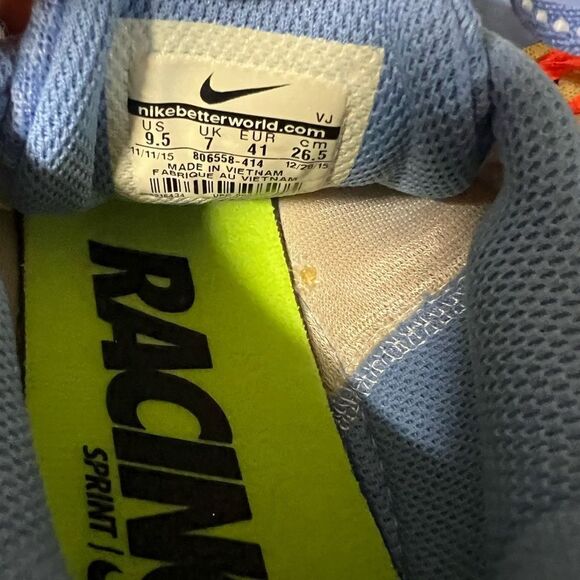 nikebetterworld.com
VJ
US UK EUR cm
9.5 7 41 26.5
11/11/15 806558-414 12/26/15
MADE IN VIETNAM
FABRIQUE AU VIETNAM
RACING
SPRINT /